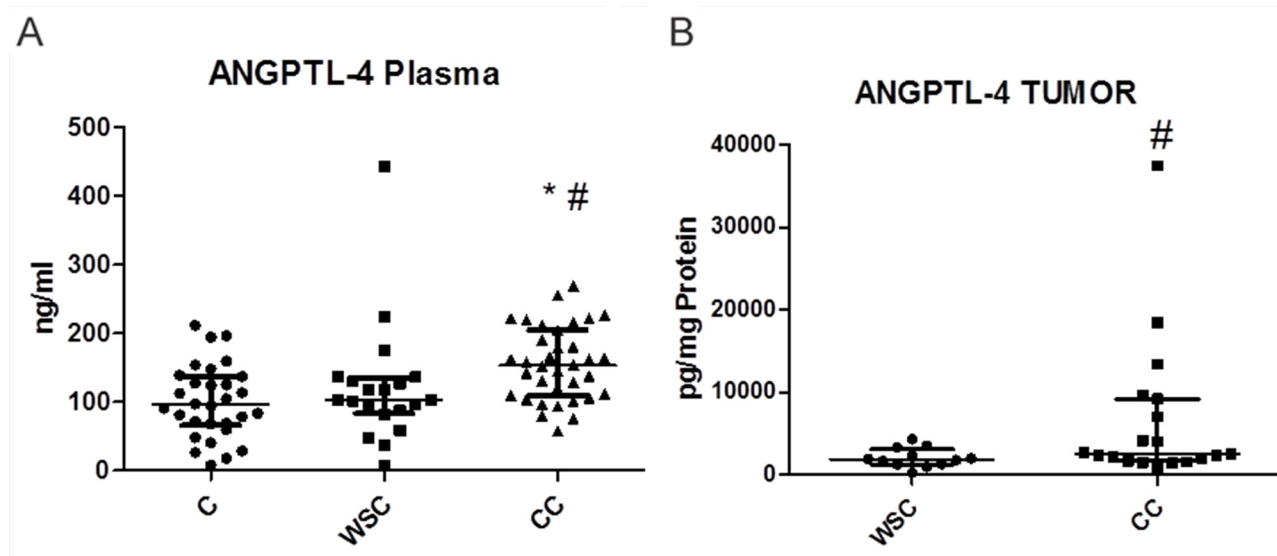 A
ANGPTL-4 Plasma
ng/ml
500
400
300
200
100
0
* #
C
WSC
CC
B
ANGPTL-4 TUMOR
pg/mg Protein
40000
30000
20000
10000
0
#
WSC
CC